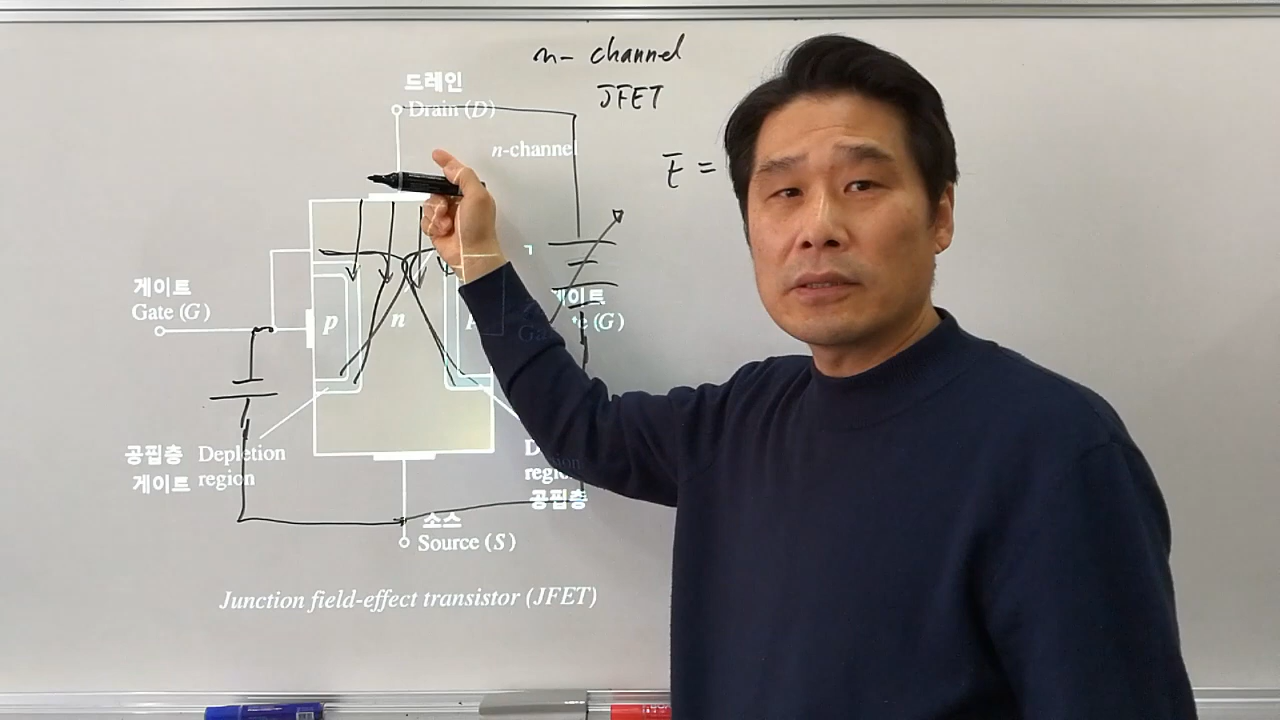 n- channel
JFET
E =
드레인
Drain (D)
n-channel
게이트
Gate (G)
p
n
p
게이트
Gate (G)
공핍층
게이트
Depletion
region
공핍층
소스
Source (S)
Junction field-effect transistor (JFET)